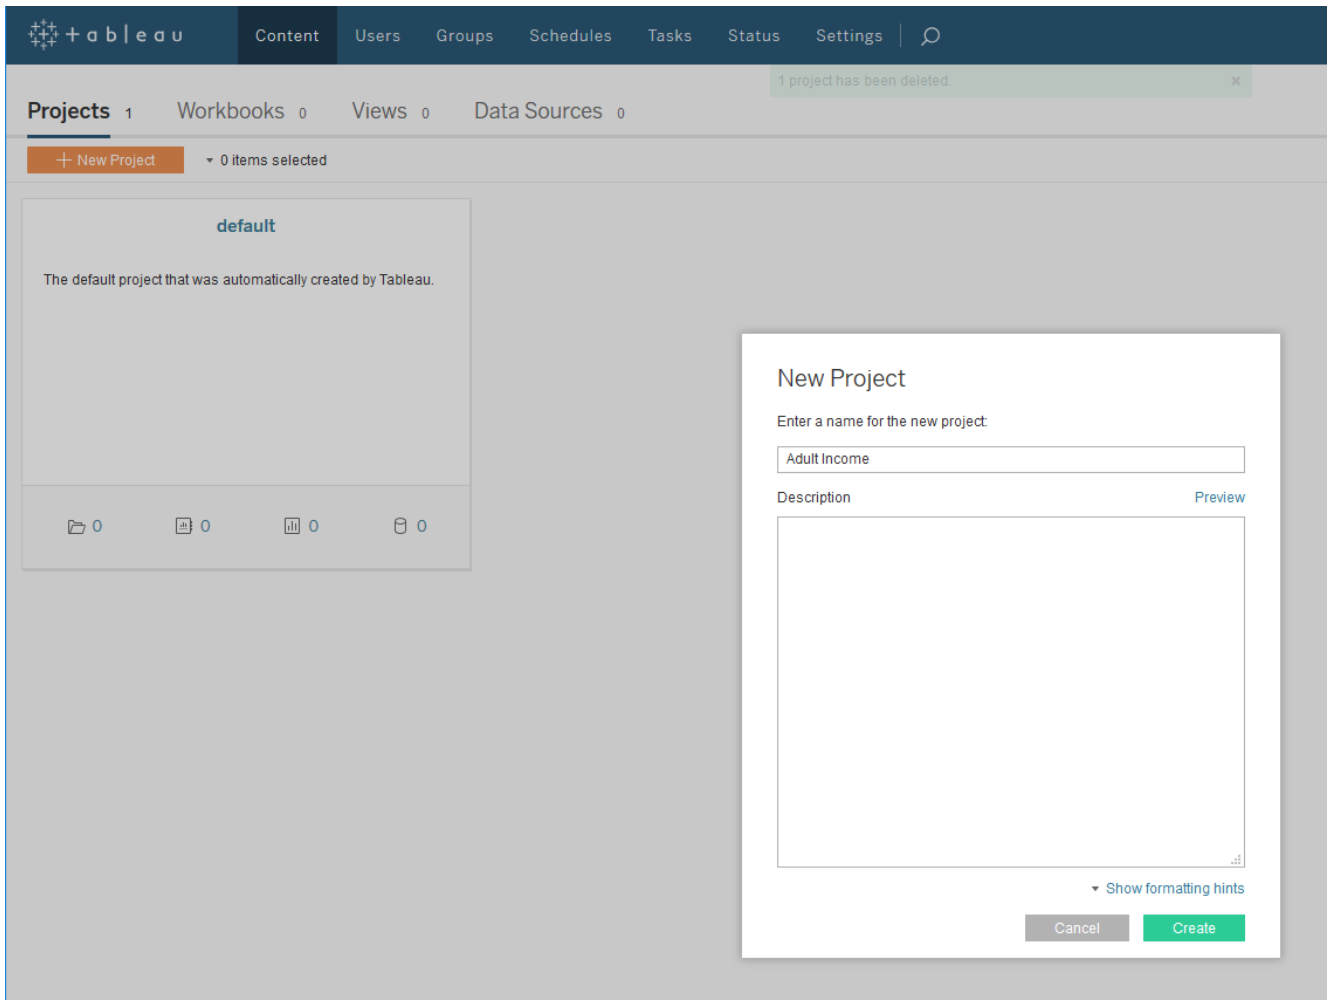 +ableau Content Users Groups Schedules Tasks Status Settings
1 project has been deleted. ×
Projects 1 Workbooks 0 Views 0 Data Sources 0
+ New Project 0 items selected
default
The default project that was automatically created by Tableau.
0 0 0 0
New Project
Enter a name for the new project:
Adult Income
Description Preview
Show formatting hints
Cancel Create